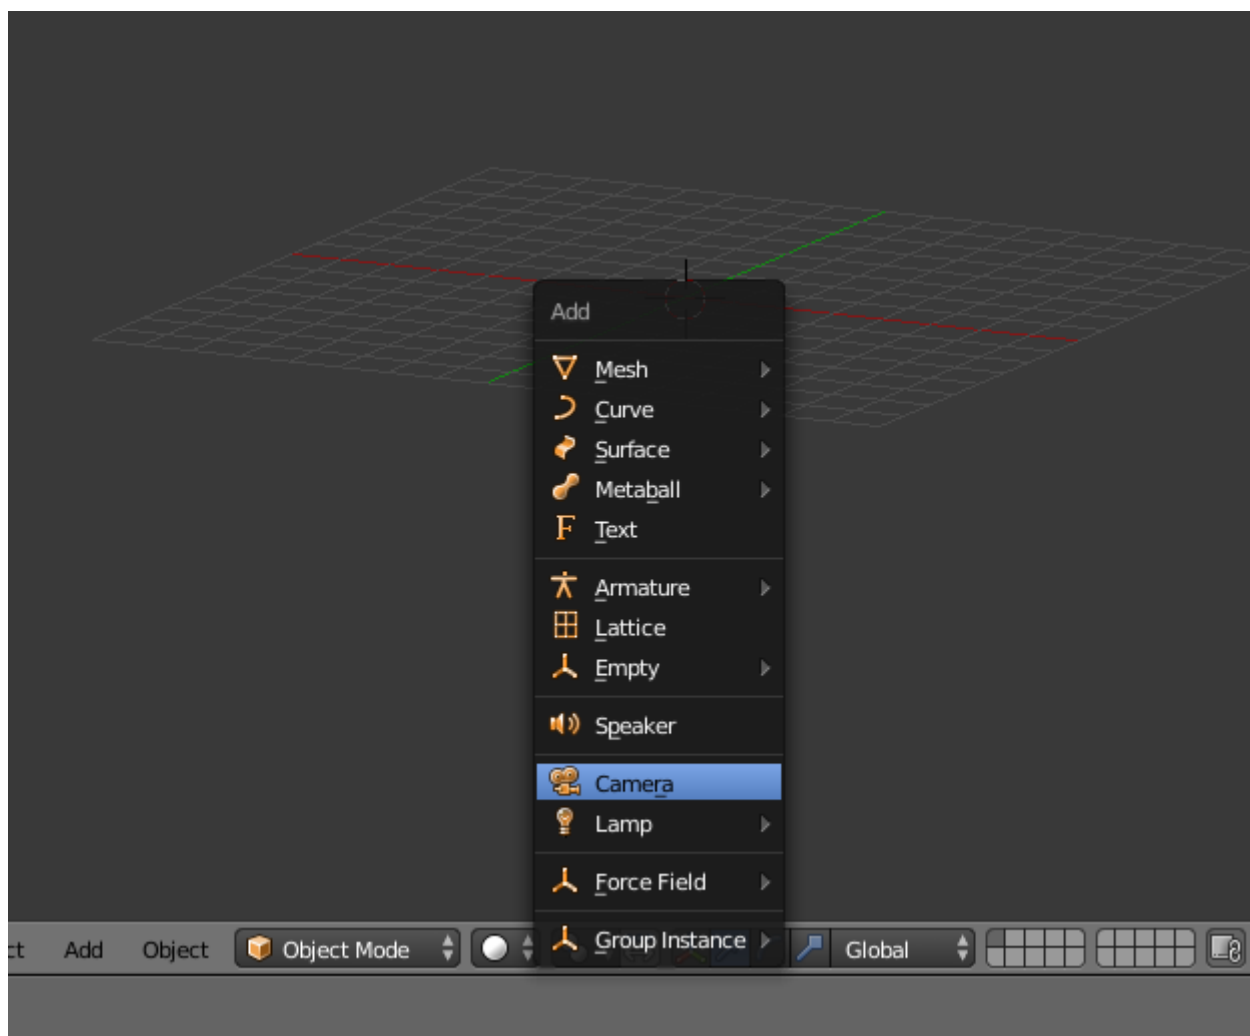 Add
Mesh
Curve
Surface
Metaball
F Text
Armature
Lattice
Empty
Speaker
Camera
Lamp
Force Field
Group Instance
ct Add Object Object Mode Global